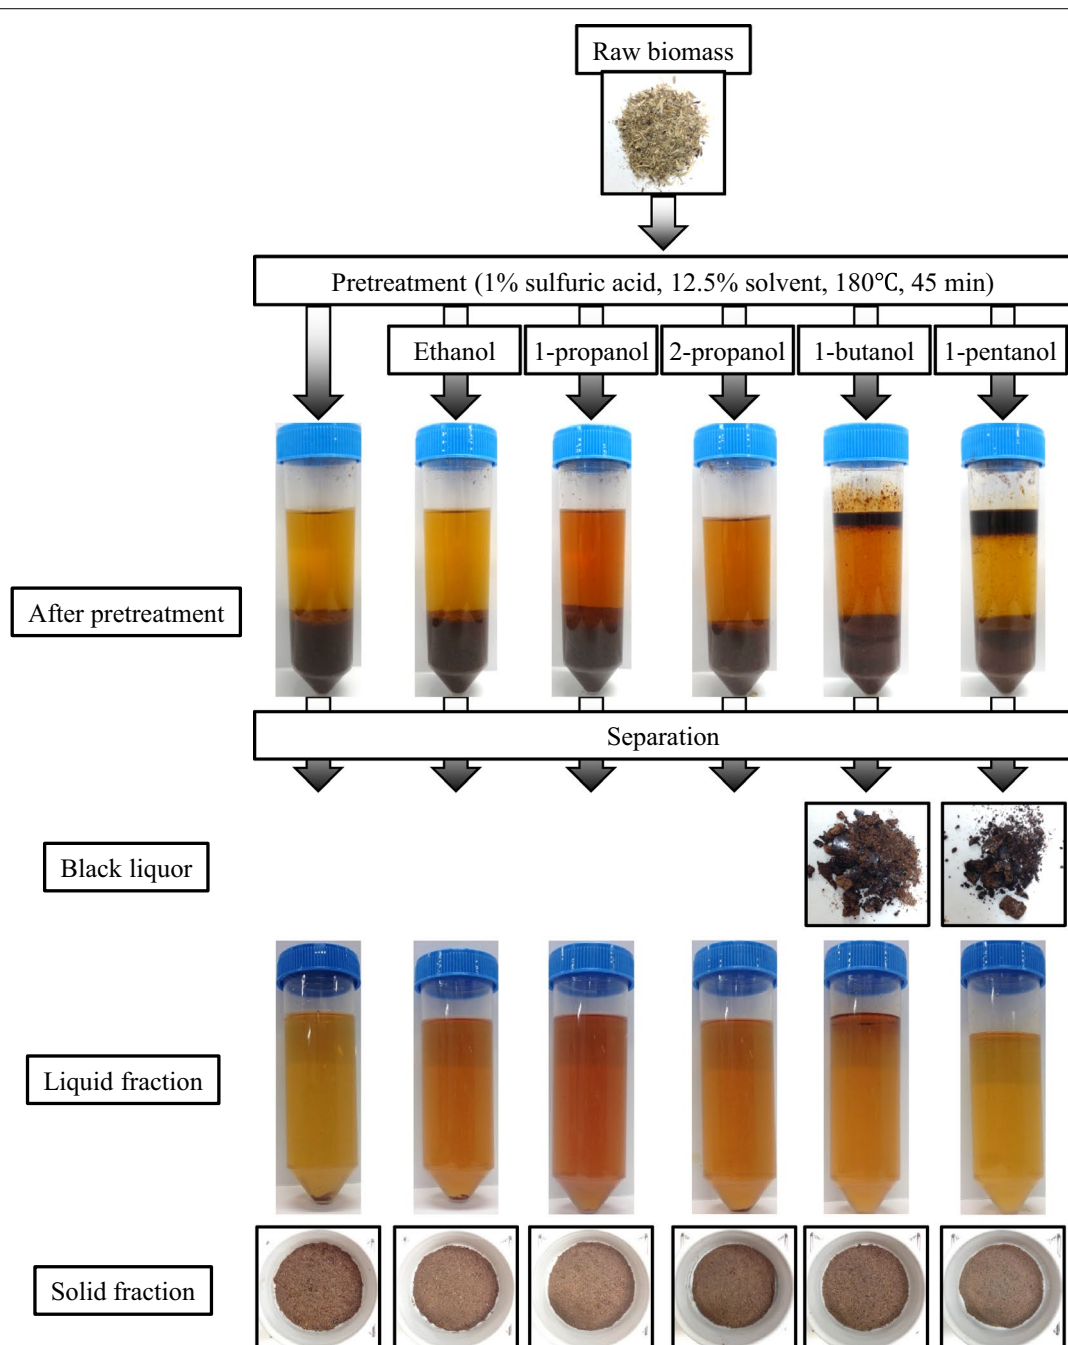 Raw biomass
Pretreatment (1% sulfuric acid, 12.5% solvent, 180℃, 45 min)
Ethanol
1-propanol
2-propanol
1-butanol
1-pentanol
After pretreatment
Separation
Black liquor
Liquid fraction
Solid fraction